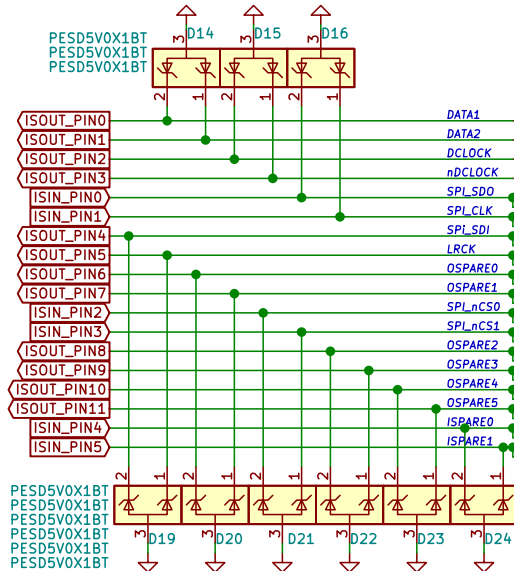 3 D14 3 D15 3 D16
PESD5V0X1BT
PESD5V0X1BT
PESD5V0X1BT
2 1 2 1 2 1
ISOUT_PIN0 DATA1
ISOUT_PIN1 DATA2
ISOUT_PIN2 DCLOCK
ISOUT_PIN3 nDCLOCK
ISIN_PIN0 SPI_SDO
ISIN_PIN1 SPI_CLK
ISOUT_PIN4 SPi_SDI
ISOUT_PIN5 LRCK
ISOUT_PIN6 OSPARE0
ISOUT_PIN7 OSPARE1
ISIN_PIN2 SPI_nCS0
ISIN_PIN3 SPI_nCS1
ISOUT_PIN8 OSPARE2
ISOUT_PIN9 OSPARE3
ISOUT_PIN10 OSPARE4
ISOUT_PIN11 OSPARE5
ISIN_PIN4 ISPARE0
ISIN_PIN5 ISPARE1
2 1 2 1 2 1 2 1 2 1 2 1
PESD5V0X1BT
PESD5V0X1BT
PESD5V0X1BT
PESD5V0X1BT
PESD5V0X1BT
PESD5V0X1BT
3 D19 3 D20 3 D21 3 D22 3 D23 3 D24